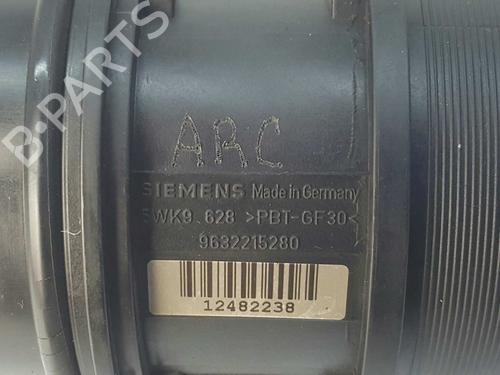 B-PARTS
ARC
SIEMENS Made in Germany
5WK9 628 >PBT-GF30<
9632215280
12482238